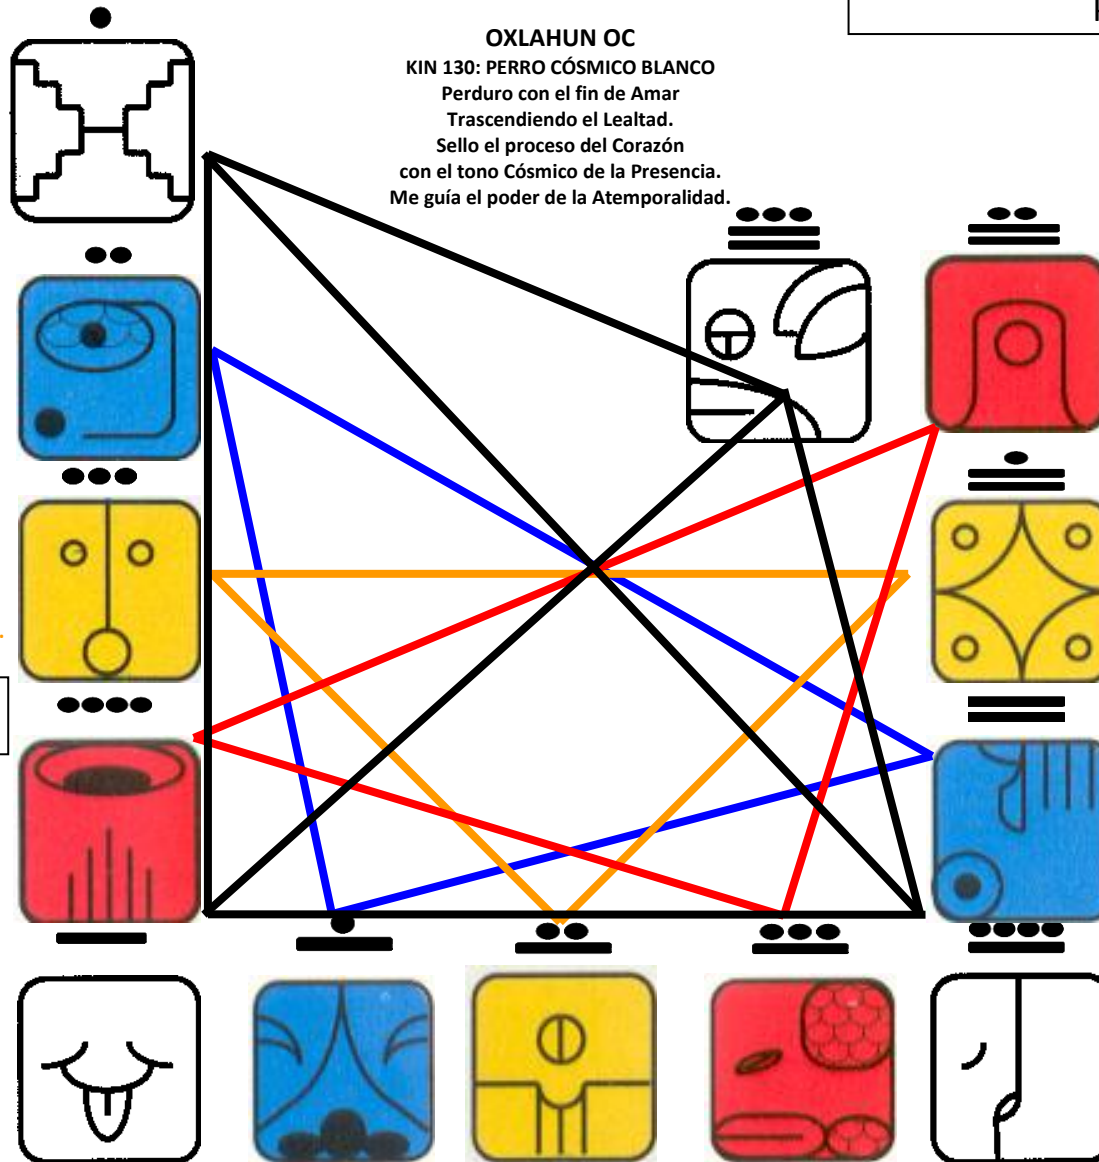 OXLAHUN OC
KIN 130: PERRO CÓSMICO BLANCO
Perduro con el fin de Amar
Trascendiendo el Lealtad.
Sello el proceso del Corazón
con el tono Cósmico de la Presencia.
Me guía el poder de la Atemporalidad.